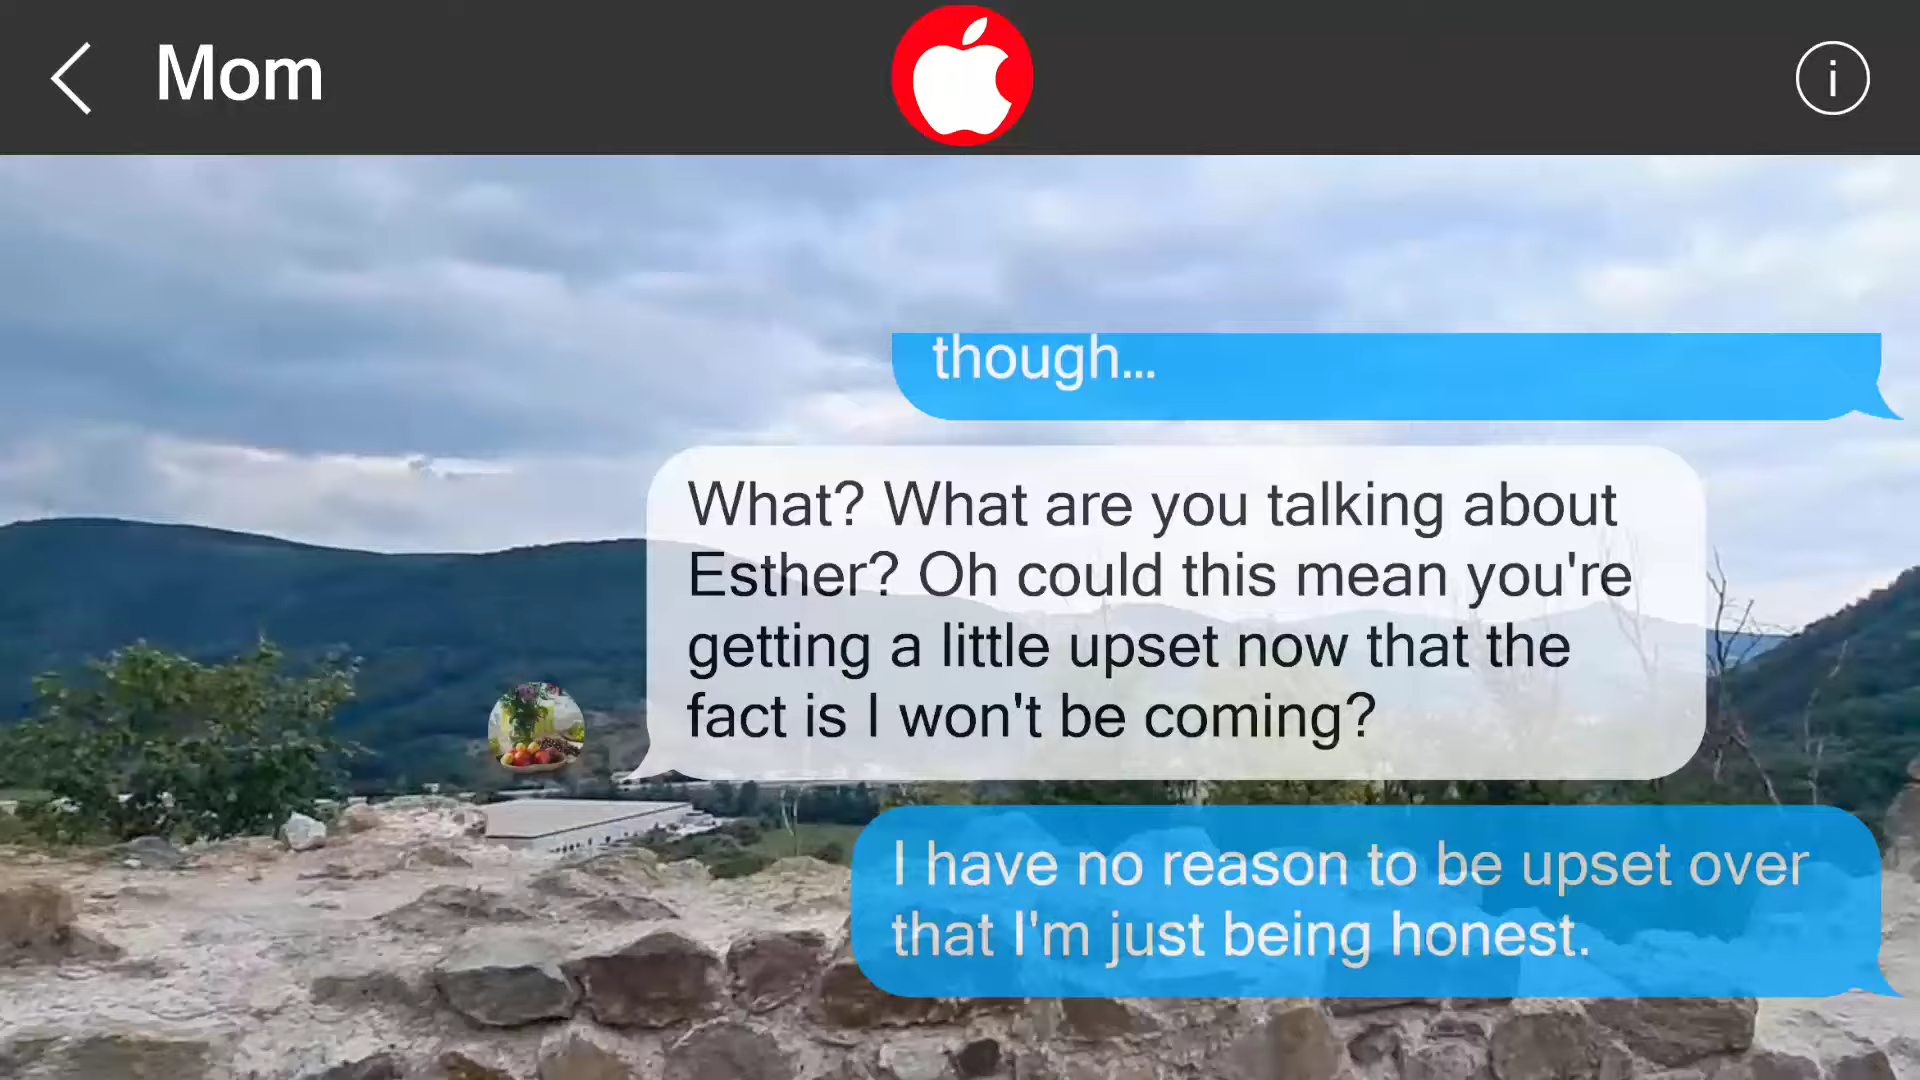 Mom
i
though...
What? What are you talking about
Esther? Oh could this mean you're
getting a little upset now that the
fact is I won't be coming?
I have no reason to be upset over
that I'm just being honest.